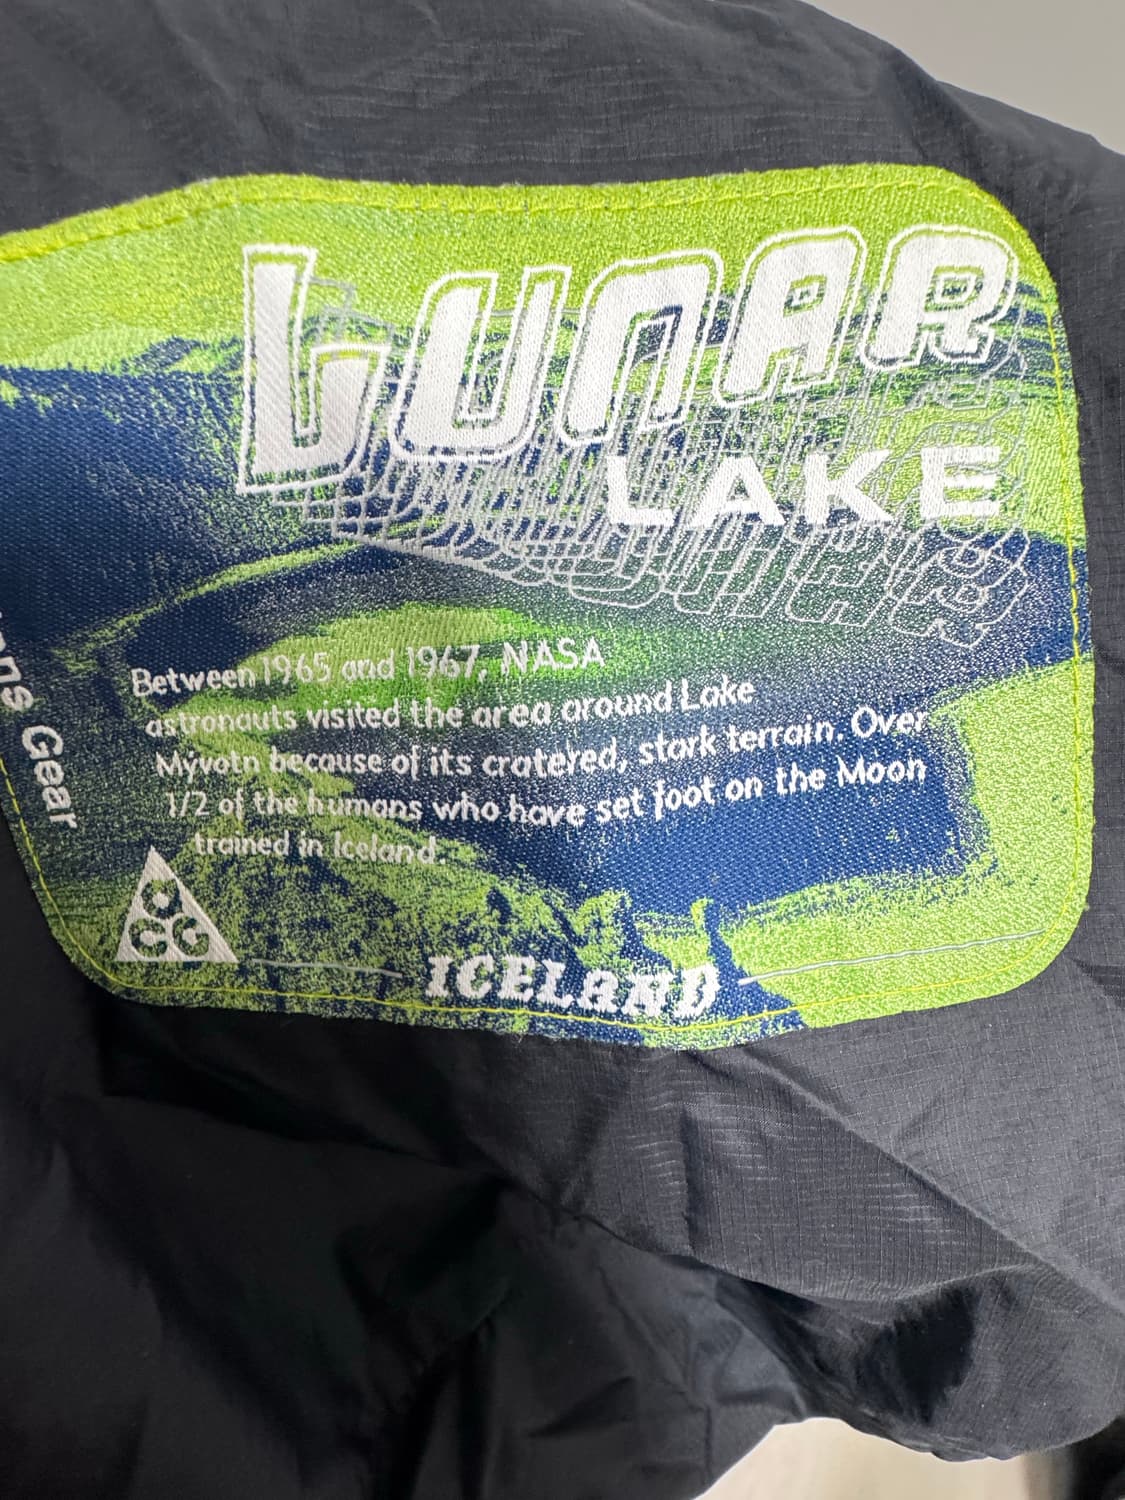 LUNAR
LAKE
Between 1965 and 1967, NASA
astronauts visited the area around Lake
Mývatn because of its cratered, stark terrain. Over
1/2 of the humans who have set foot on the Moon
trained in Iceland.
ICELAND
Gear